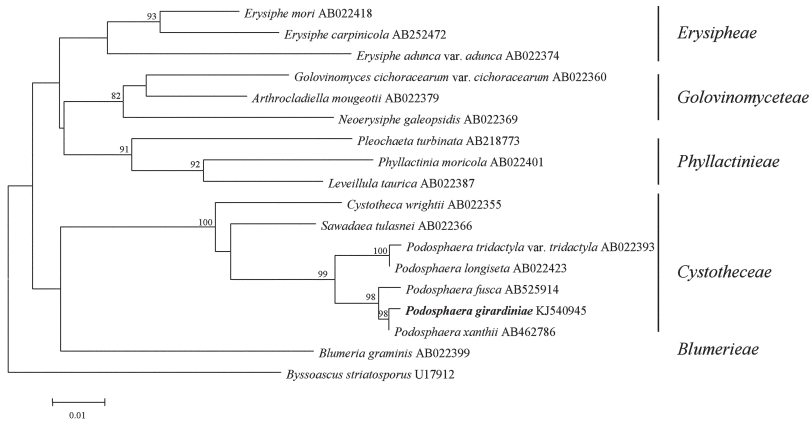 93
Erysiphe mori AB022418
Erysiphe carpinicola AB252472
Erysiphe adunca var. adunca AB022374
Erysipheae
Golovinomyces cichoracearum var. cichoracearum AB022360
82
Arthrocladiella mougeotii AB022379
Neoerysiphe galeopsidis AB022369
Golovinomyceteae
Pleochaeta turbinata AB218773
91
92
Phyllactinia moricola AB022401
Leveillula taurica AB022387
Phyllactinieae
Cystotheca wrightii AB022355
100
Sawadaea tulasnei AB022366
100
Podosphaera tridactyla var. tridactyla AB022393
Podosphaera longiseta AB022423
99
Podosphaera fusca AB525914
98
98
Podosphaera girardiniae KJ540945
Podosphaera xanthii AB462786
Cystotheceae
Blumeria graminis AB022399
Blumerieae
Byssoascus striatosporus U17912
0.01